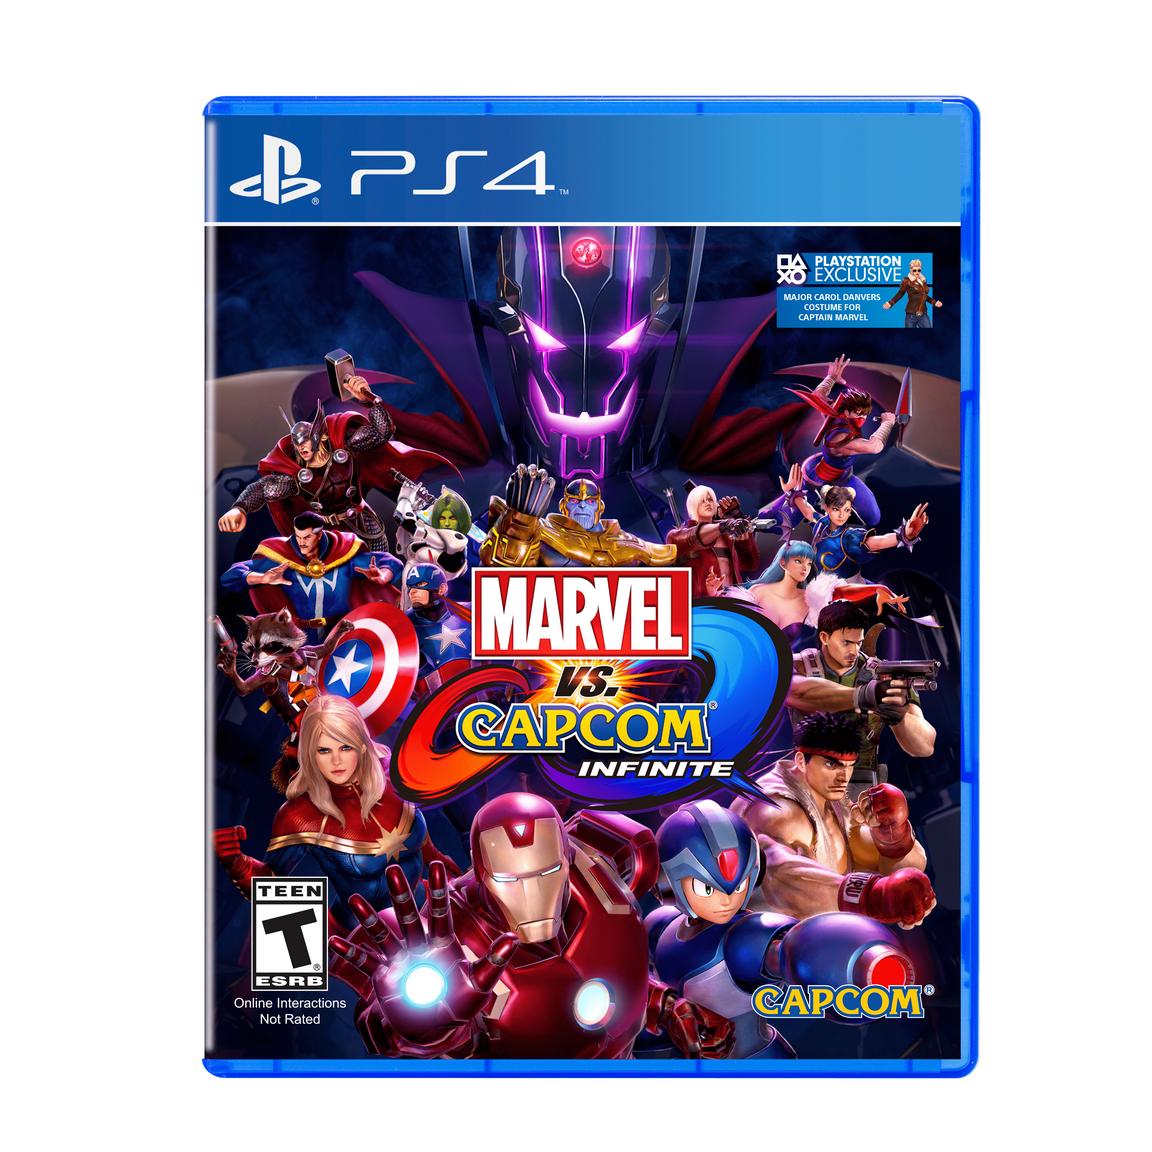 PS4™
PLAYSTATION
EXCLUSIVE
MAJOR CAROL DANVERS
COSTUME FOR
CAPTAIN MARVEL
A
MARVEL
VS.
CAPCOM®
INFINITE
TEEN
T®
ESRB
Online Interactions
Not Rated
CAPCOM®